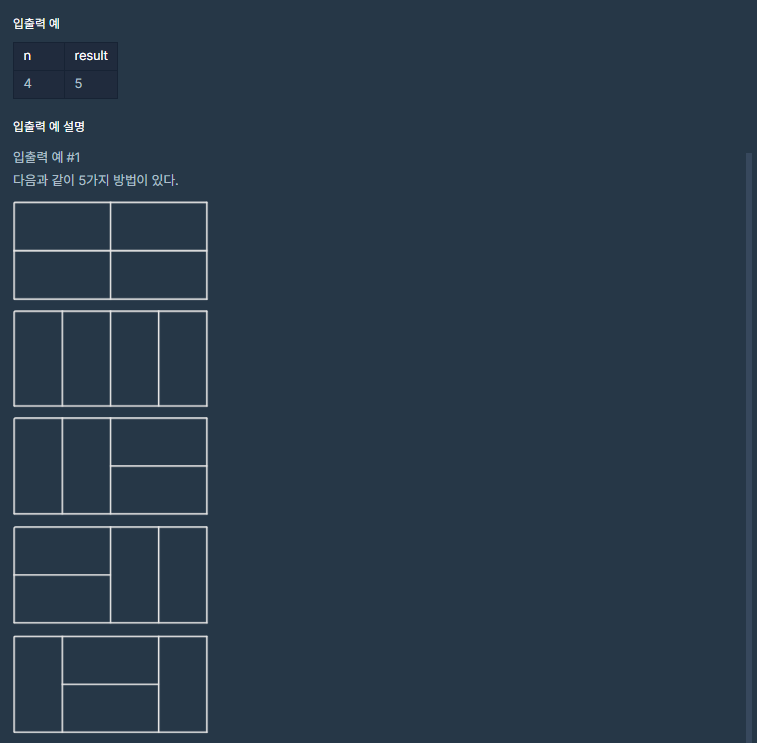 입출력 예
n result
4 5
입출력 예 설명
입출력 예 #1
다음과 같이 5가지 방법이 있다.